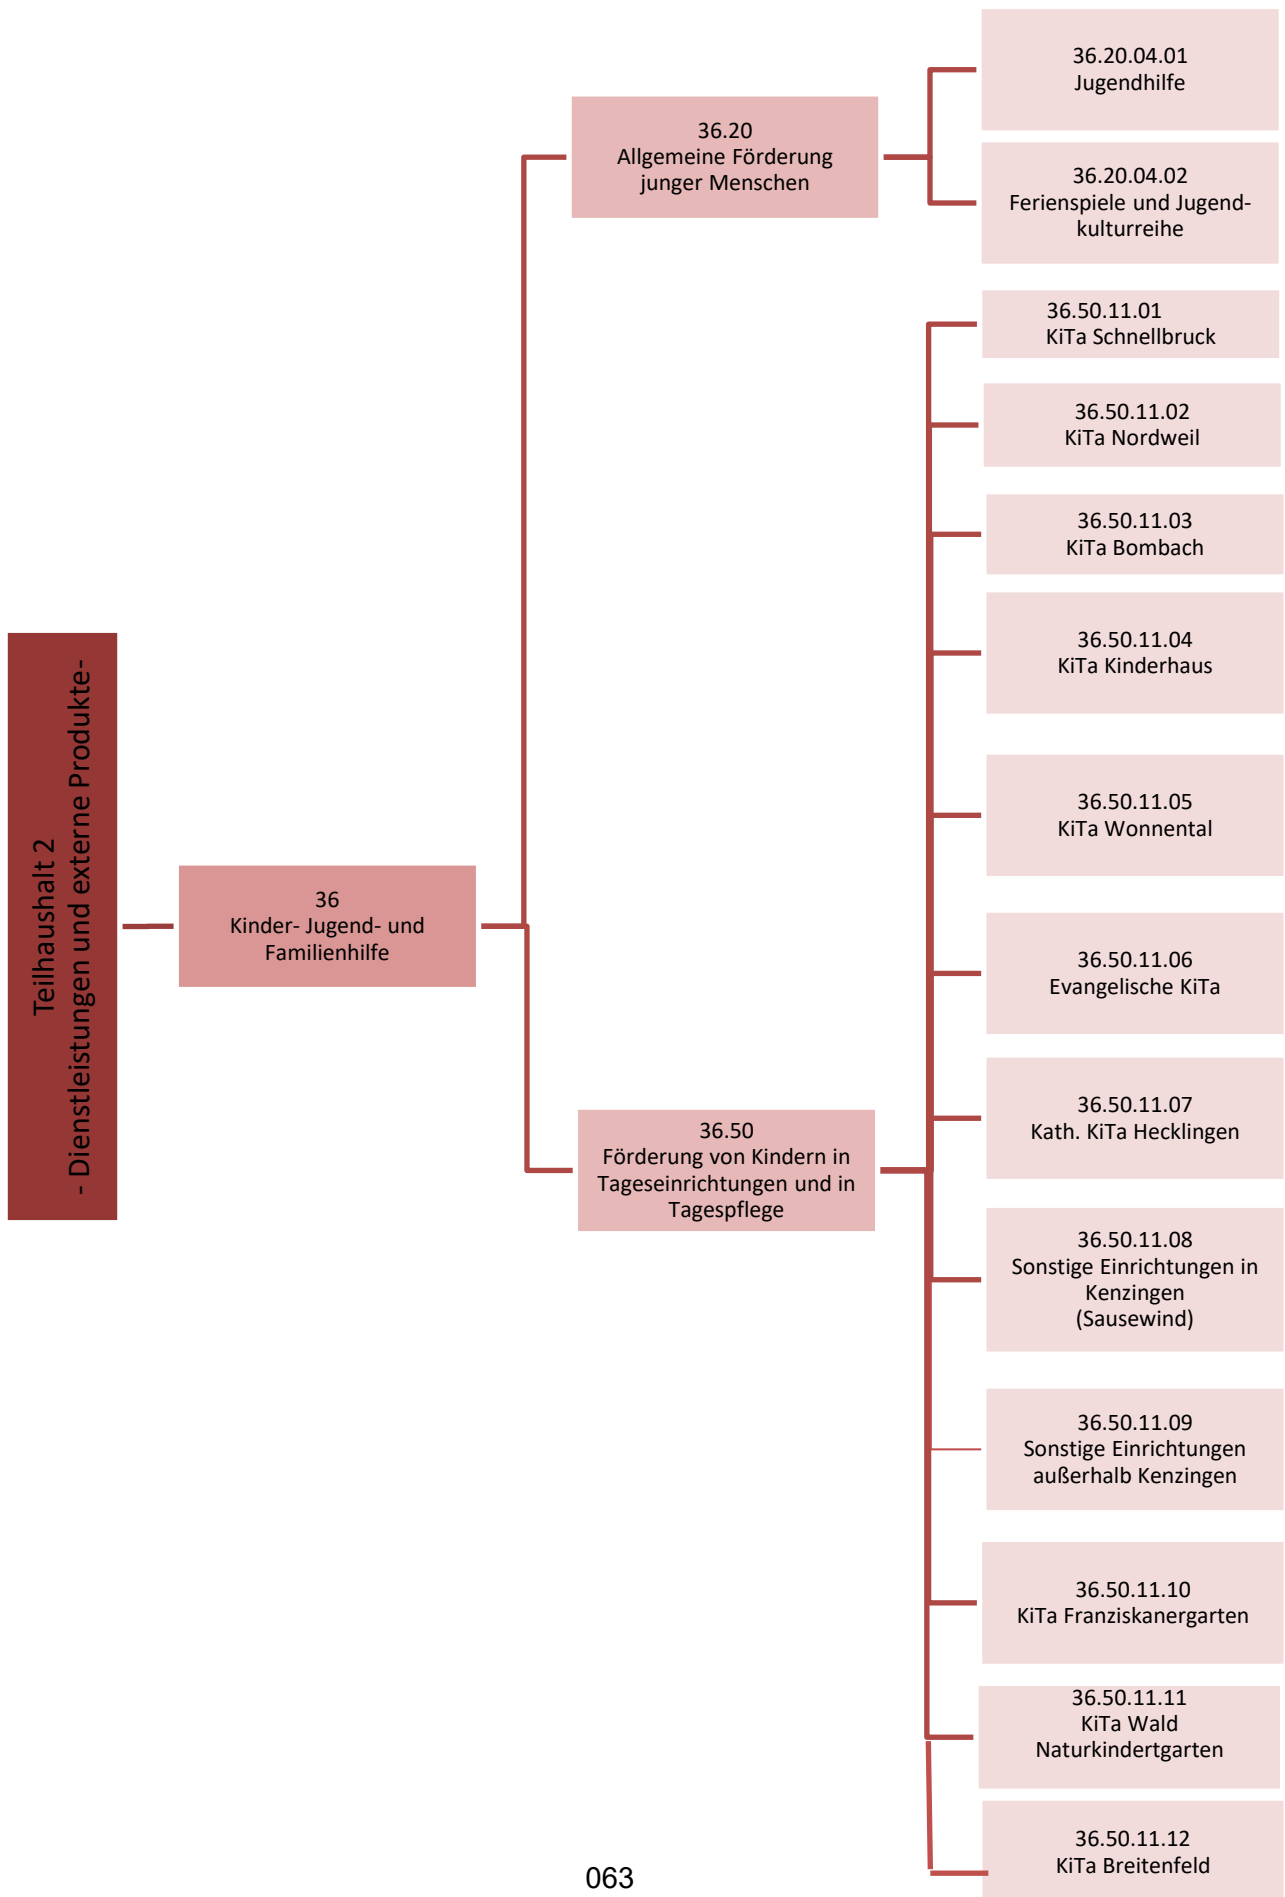 Teilhaushalt 2
- Dienstleistungen und externe Produkte-
36
Kinder- Jugend- und
Familienhilfe
36.20
Allgemeine Förderung
junger Menschen
36.20.04.01
Jugendhilfe
36.20.04.02
Ferienspiele und Jugend-
kulturreihe
36.50
Förderung von Kindern in
Tageseinrichtungen und in
Tagespflege
36.50.11.01
KiTa Schnellbruck
36.50.11.02
KiTa Nordweil
36.50.11.03
KiTa Bombach
36.50.11.04
KiTa Kinderhaus
36.50.11.05
KiTa Wonnental
36.50.11.06
Evangelische KiTa
36.50.11.07
Kath. KiTa Hecklingen
36.50.11.08
Sonstige Einrichtungen in
Kenzingen
(Sausewind)
36.50.11.09
Sonstige Einrichtungen
außerhalb Kenzingen
36.50.11.10
KiTa Franziskanergarten
36.50.11.11
KiTa Wald
Naturkindertgarten
36.50.11.12
KiTa Breitenfeld
063